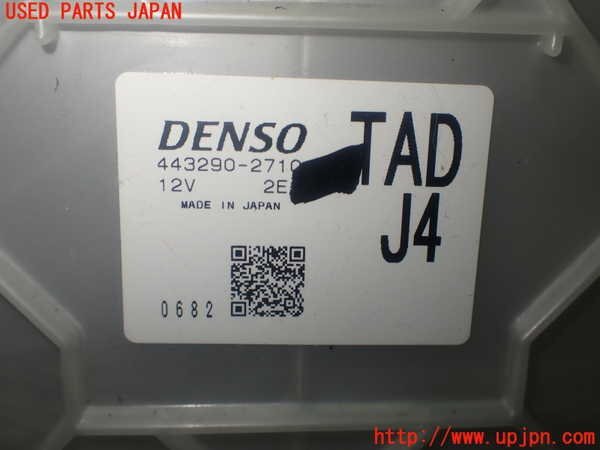 USED PARTS JAPAN
DENSO
TAD
443290-2710
12V 2E
MADE IN JAPAN
J4
0682
http://www.upjpn.com/